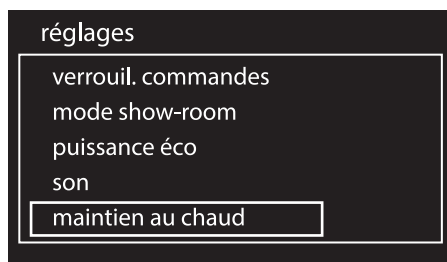 réglages
verrouil. commandes
mode show-room
puissance éco
son
maintien au chaud